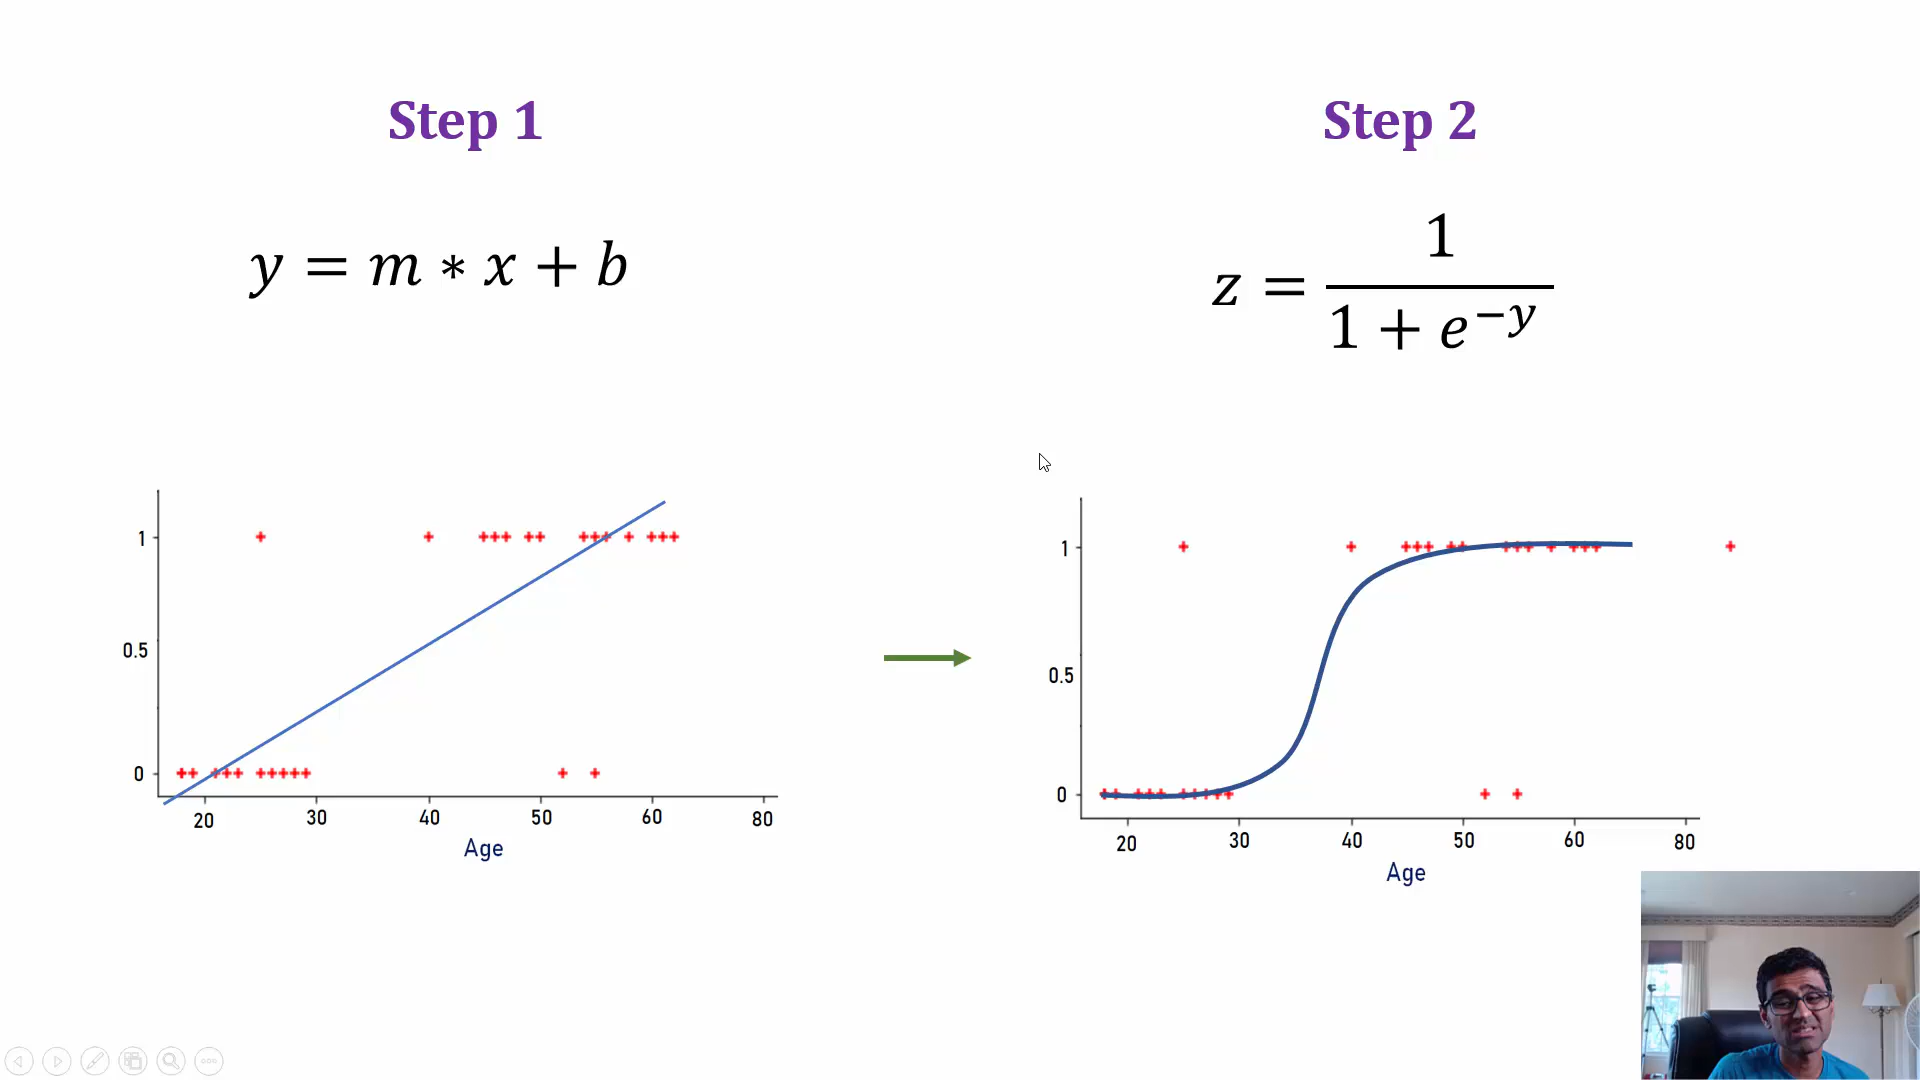 Step 1
y = m ∗ x + b
1
0.5
0
20 30 40 50 60 80
Age
Step 2
z = 1 / (1 + e^−y)
1
0.5
0
20 30 40 50 60 80
Age